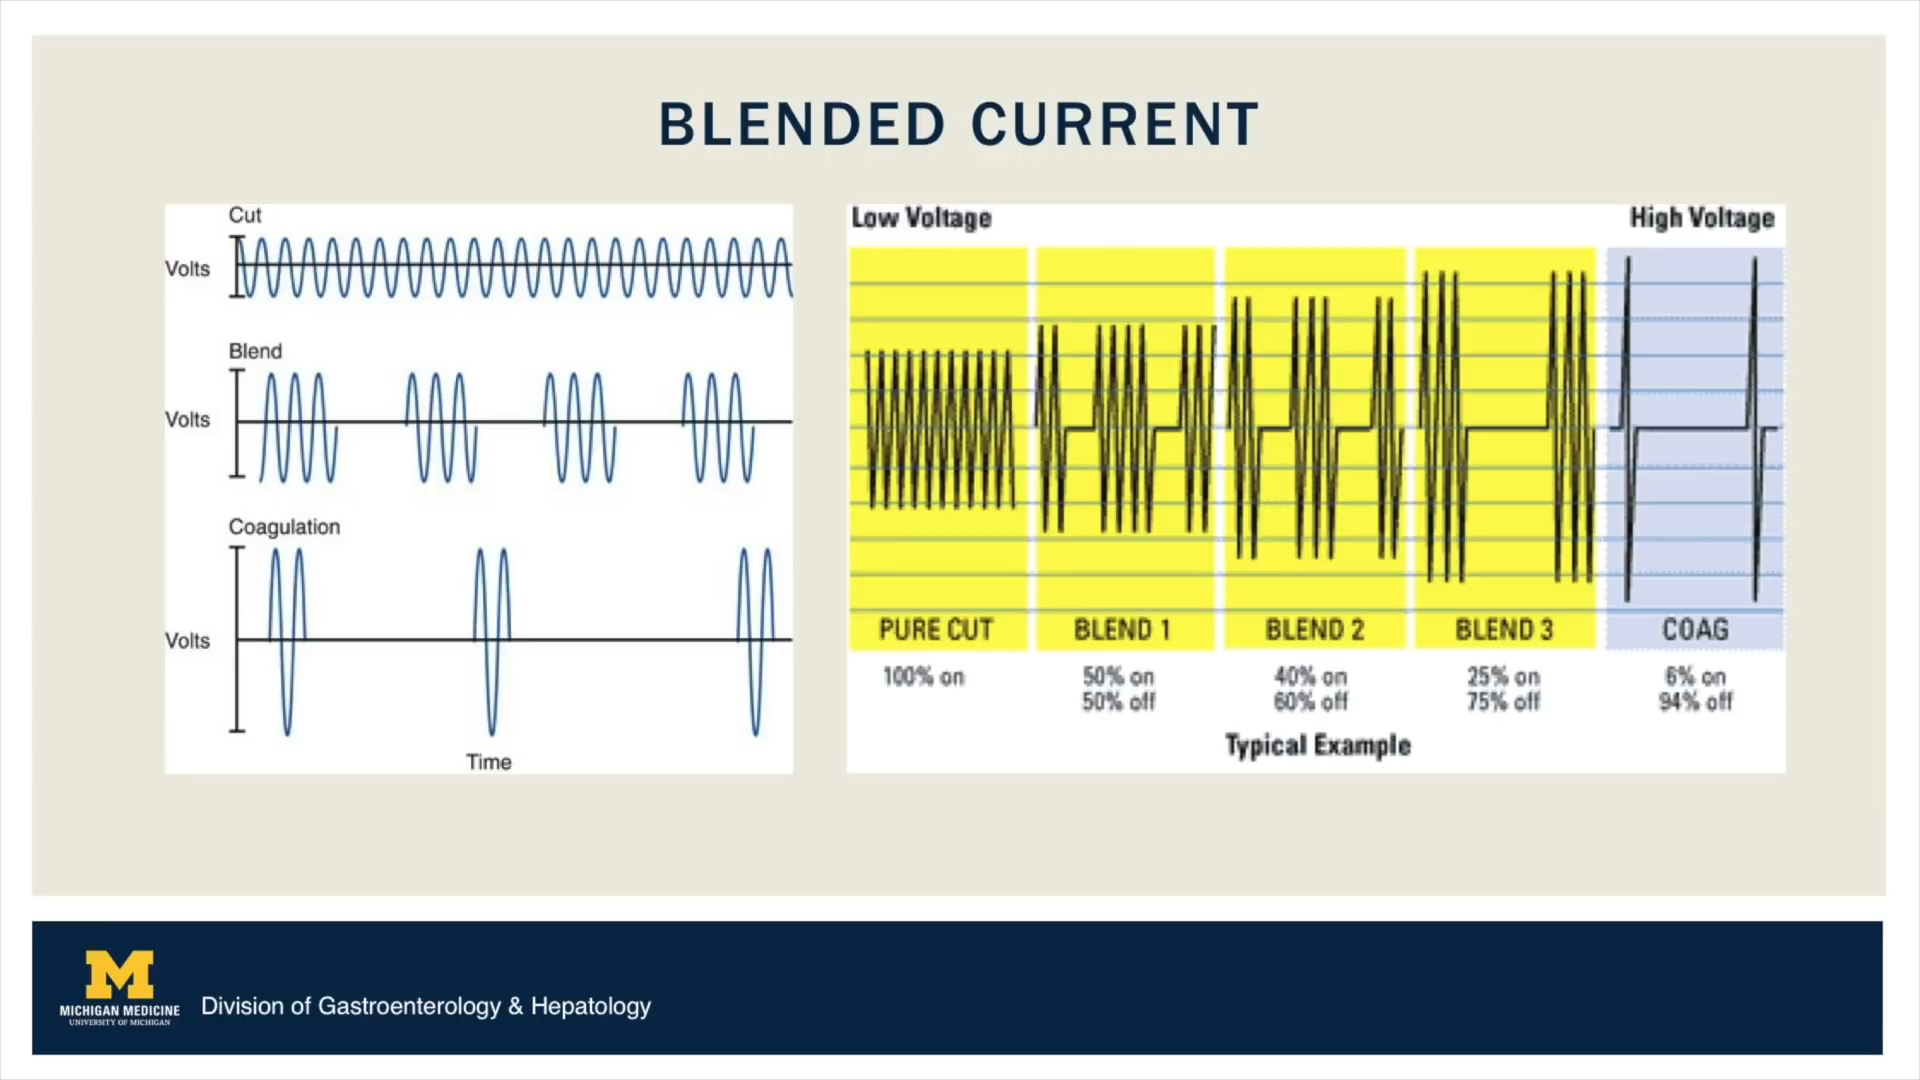 BLENDED CURRENT
Cut
Volts
Blend
Volts
Coagulation
Volts
Time
Low Voltage
High Voltage
PURE CUT
BLEND 1
BLEND 2
BLEND 3
COAG
100% on
50% on
50% off
40% on
60% off
25% on
75% off
6% on
94% off
Typical Example
M
MICHIGAN MEDICINE
UNIVERSITY OF MICHIGAN
Division of Gastroenterology & Hepatology